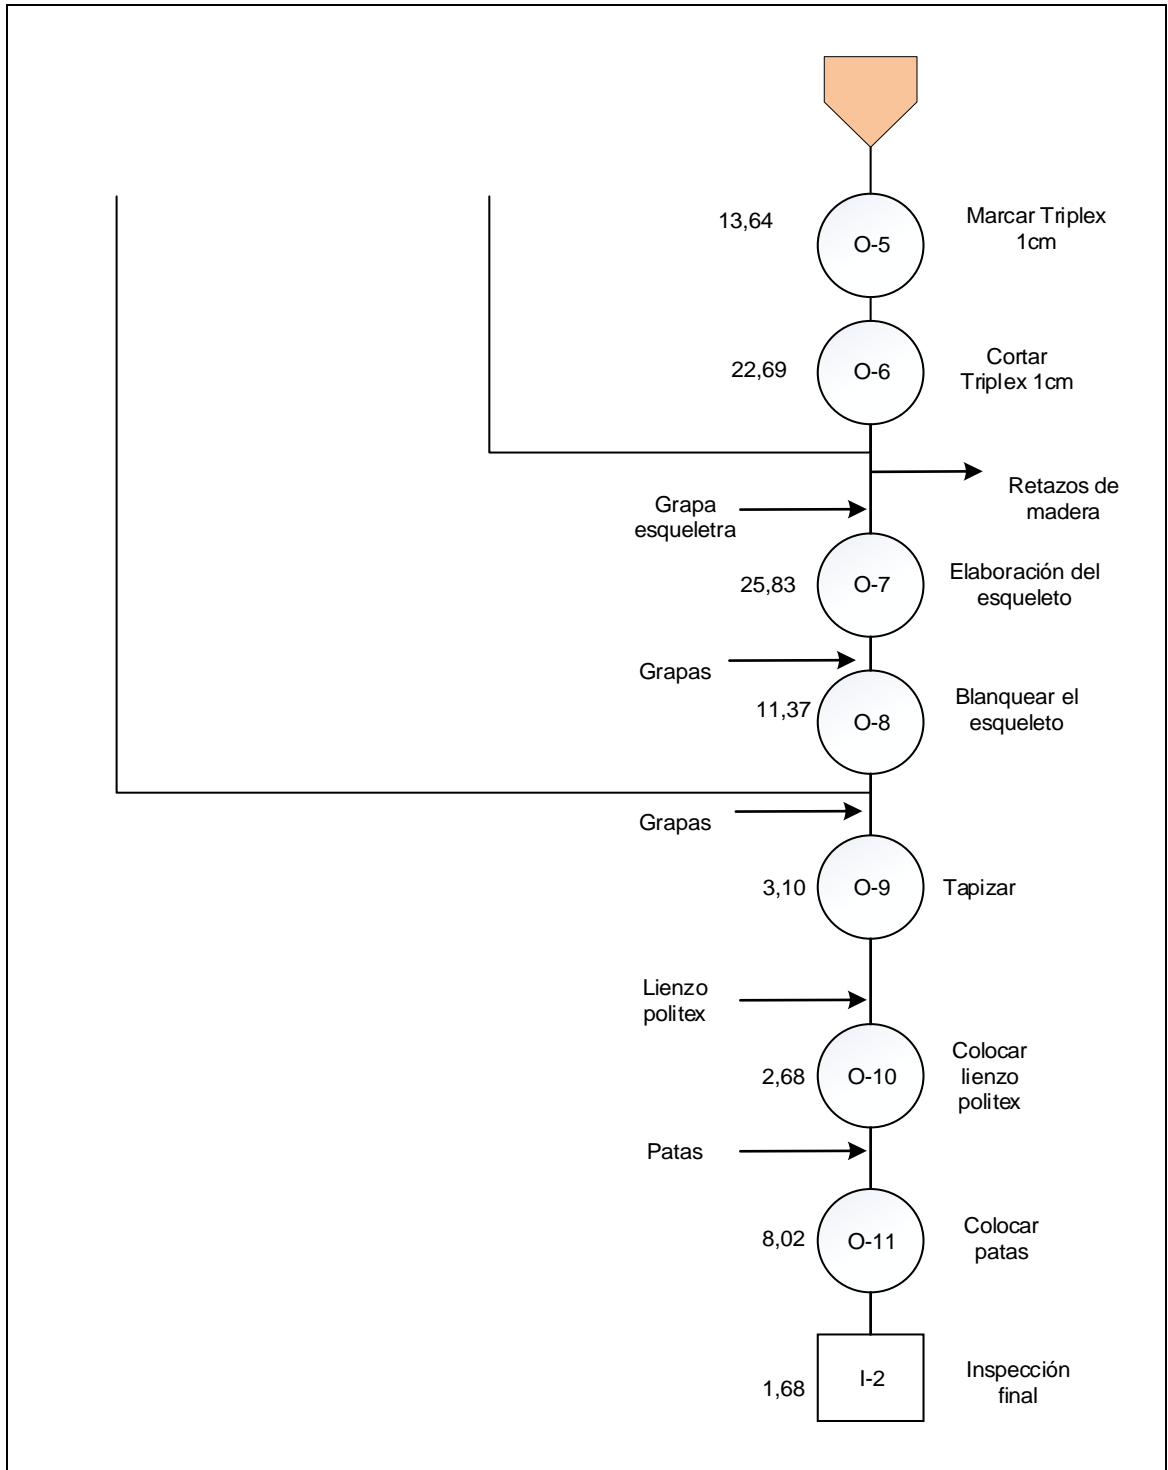 13,64
O-5
Marcar Triplex
1cm
22,69
O-6
Cortar
Triplex 1cm
Retazos de
madera
Grapa
esqueletra
25,83
O-7
Elaboración del
esqueleto
Grapas
11,37
O-8
Blanquear el
esqueleto
Grapas
3,10
O-9
Tapizar
Lienzo
politex
2,68
O-10
Colocar
lienzo
politex
Patas
8,02
O-11
Colocar
patas
1,68
I-2
Inspección
final